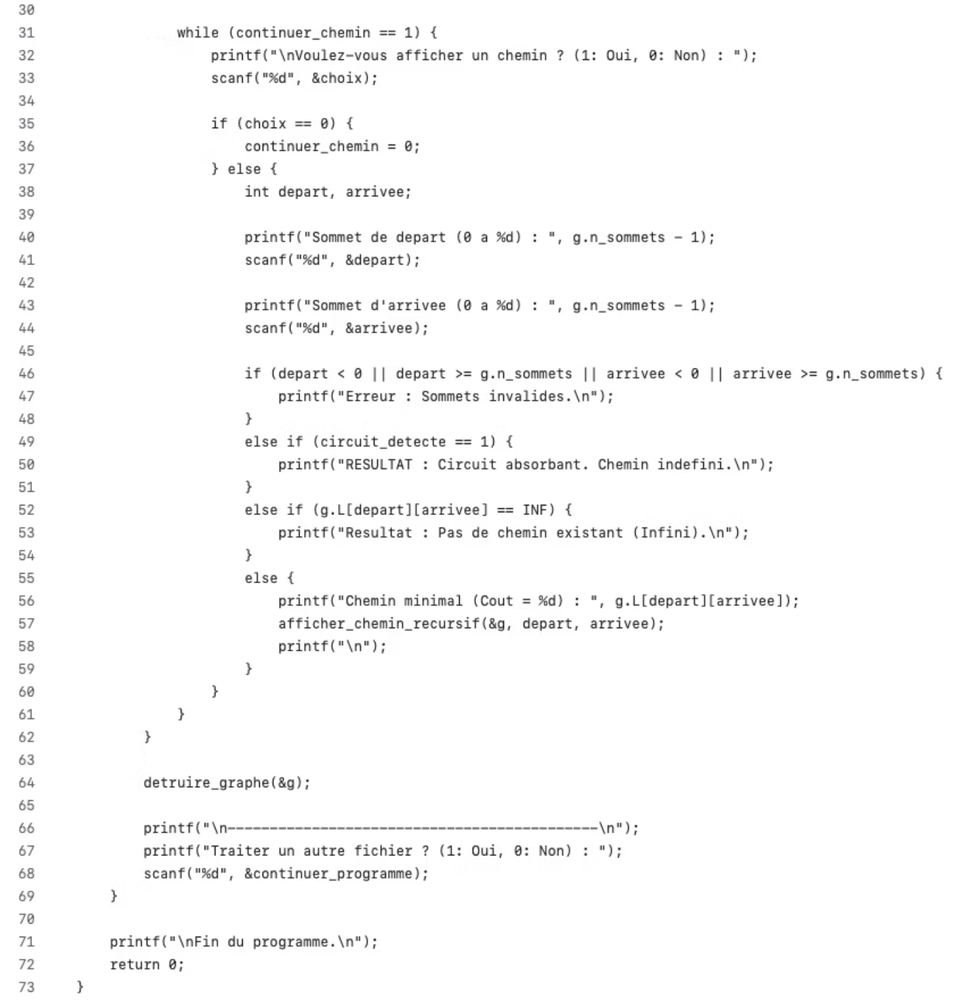 30
31 while (continuer_chemin == 1) {
32 printf("\nVoulez-vous afficher un chemin ? (1: Oui, 0: Non) : ");
33 scanf("%d", &choix);
34
35 if (choix == 0) {
36 continuer_chemin = 0;
37 } else {
38 int depart, arrivee;
39
40 printf("Sommet de depart (0 a %d) : ", g.n_sommets - 1);
41 scanf("%d", &depart);
42
43 printf("Sommet d'arrivee (0 a %d) : ", g.n_sommets - 1);
44 scanf("%d", &arrivee);
45
46 if (depart < 0 || depart >= g.n_sommets || arrivee < 0 || arrivee >= g.n_sommets) {
47 printf("Erreur : Sommets invalides.\n");
48 }
49 else if (circuit_detecte == 1) {
50 printf("RESULTAT : Circuit absorbant. Chemin indefini.\n");
51 }
52 else if (g.L[depart][arrivee] == INF) {
53 printf("Resultat : Pas de chemin existant (Infini).\n");
54 }
55 else {
56 printf("Chemin minimal (Cout = %d) : ", g.L[depart][arrivee]);
57 afficher_chemin_recursif(&g, depart, arrivee);
58 printf("\n");
59 }
60 }
61 }
62 }
63
64 detruire_graphe(&g);
65
66 printf("\n--------------------------------------------\n");
67 printf("Traiter un autre fichier ? (1: Oui, 0: Non) : ");
68 scanf("%d", &continuer_programme);
69 }
70
71 printf("\nFin du programme.\n");
72 return 0;
73 }